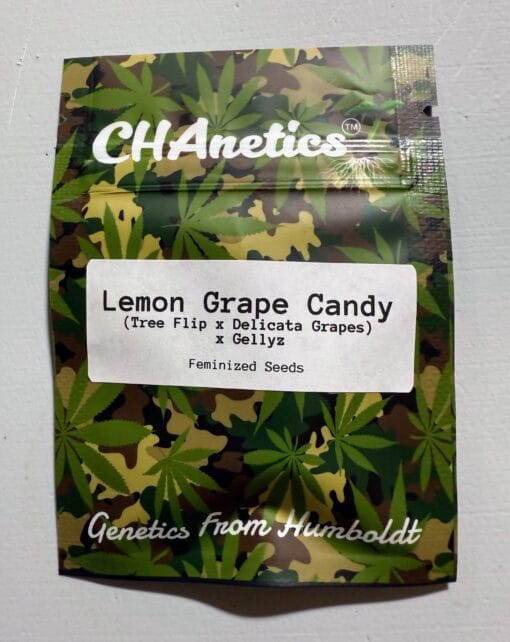 CHAnetics™
Lemon Grape Candy
(Tree Flip x Delicata Grapes)
x Gellyz
Feminized Seeds
Genetics From Humboldt